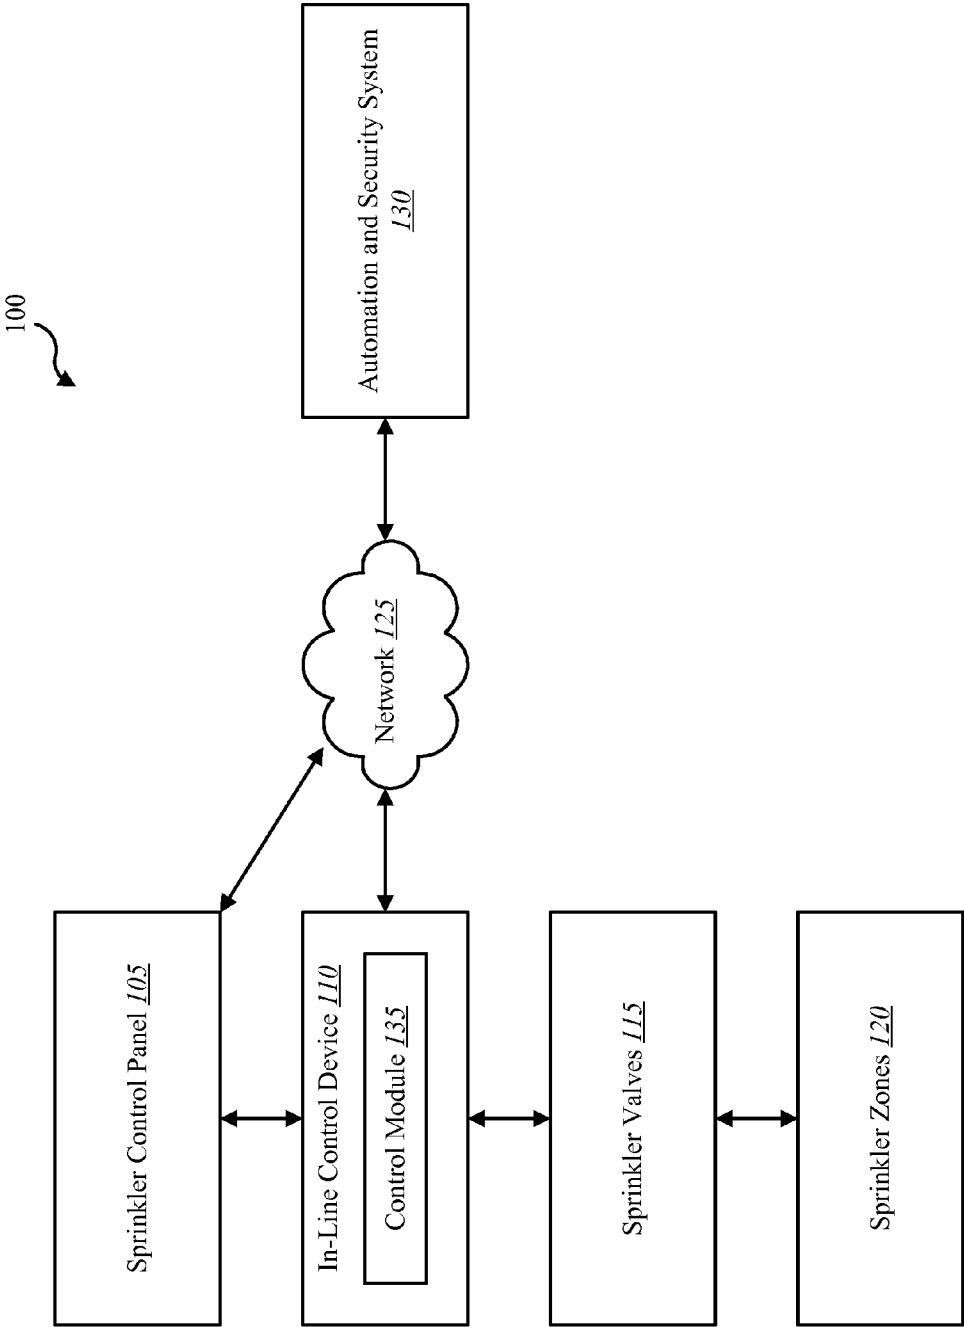 100
Sprinkler Control Panel 105
In-Line Control Device 110
Control Module 135
Sprinkler Valves 115
Sprinkler Zones 120
Network 125
Automation and Security System
130